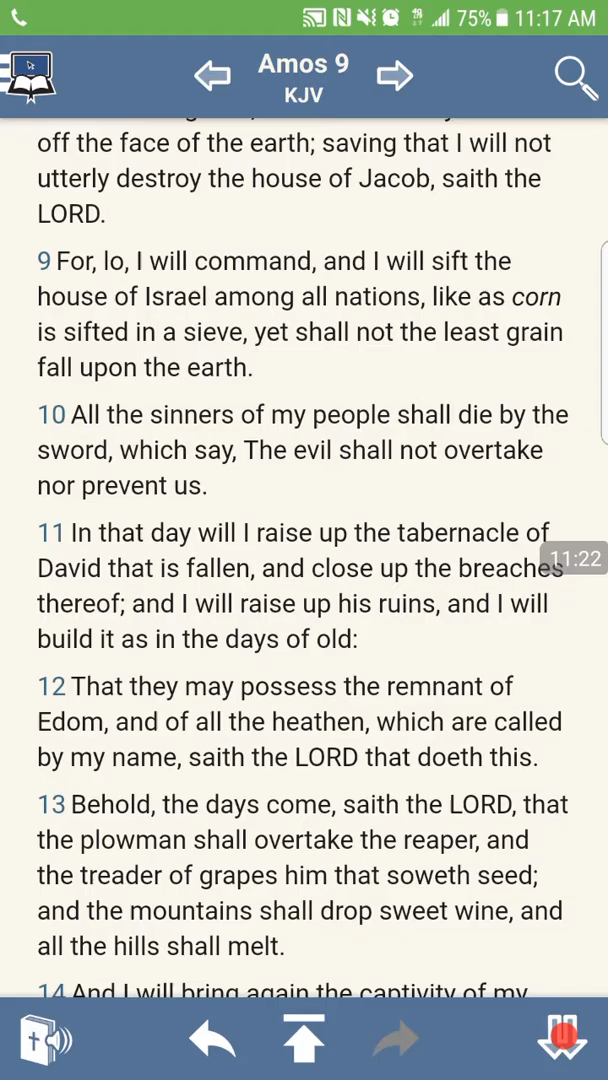 75% 11:17 AM
Amos 9
KJV
off the face of the earth; saving that I will not
utterly destroy the house of Jacob, saith the
LORD.
9 For, lo, I will command, and I will sift the
house of Israel among all nations, like as corn
is sifted in a sieve, yet shall not the least grain
fall upon the earth.
10 All the sinners of my people shall die by the
sword, which say, The evil shall not overtake
nor prevent us.
11 In that day will I raise up the tabernacle of
David that is fallen, and close up the breaches
11:22
thereof; and I will raise up his ruins, and I will
build it as in the days of old:
12 That they may possess the remnant of
Edom, and of all the heathen, which are called
by my name, saith the LORD that doeth this.
13 Behold, the days come, saith the LORD, that
the plowman shall overtake the reaper, and
the treader of grapes him that soweth seed;
and the mountains shall drop sweet wine, and
all the hills shall melt.
14 And I will bring again the captivity of my